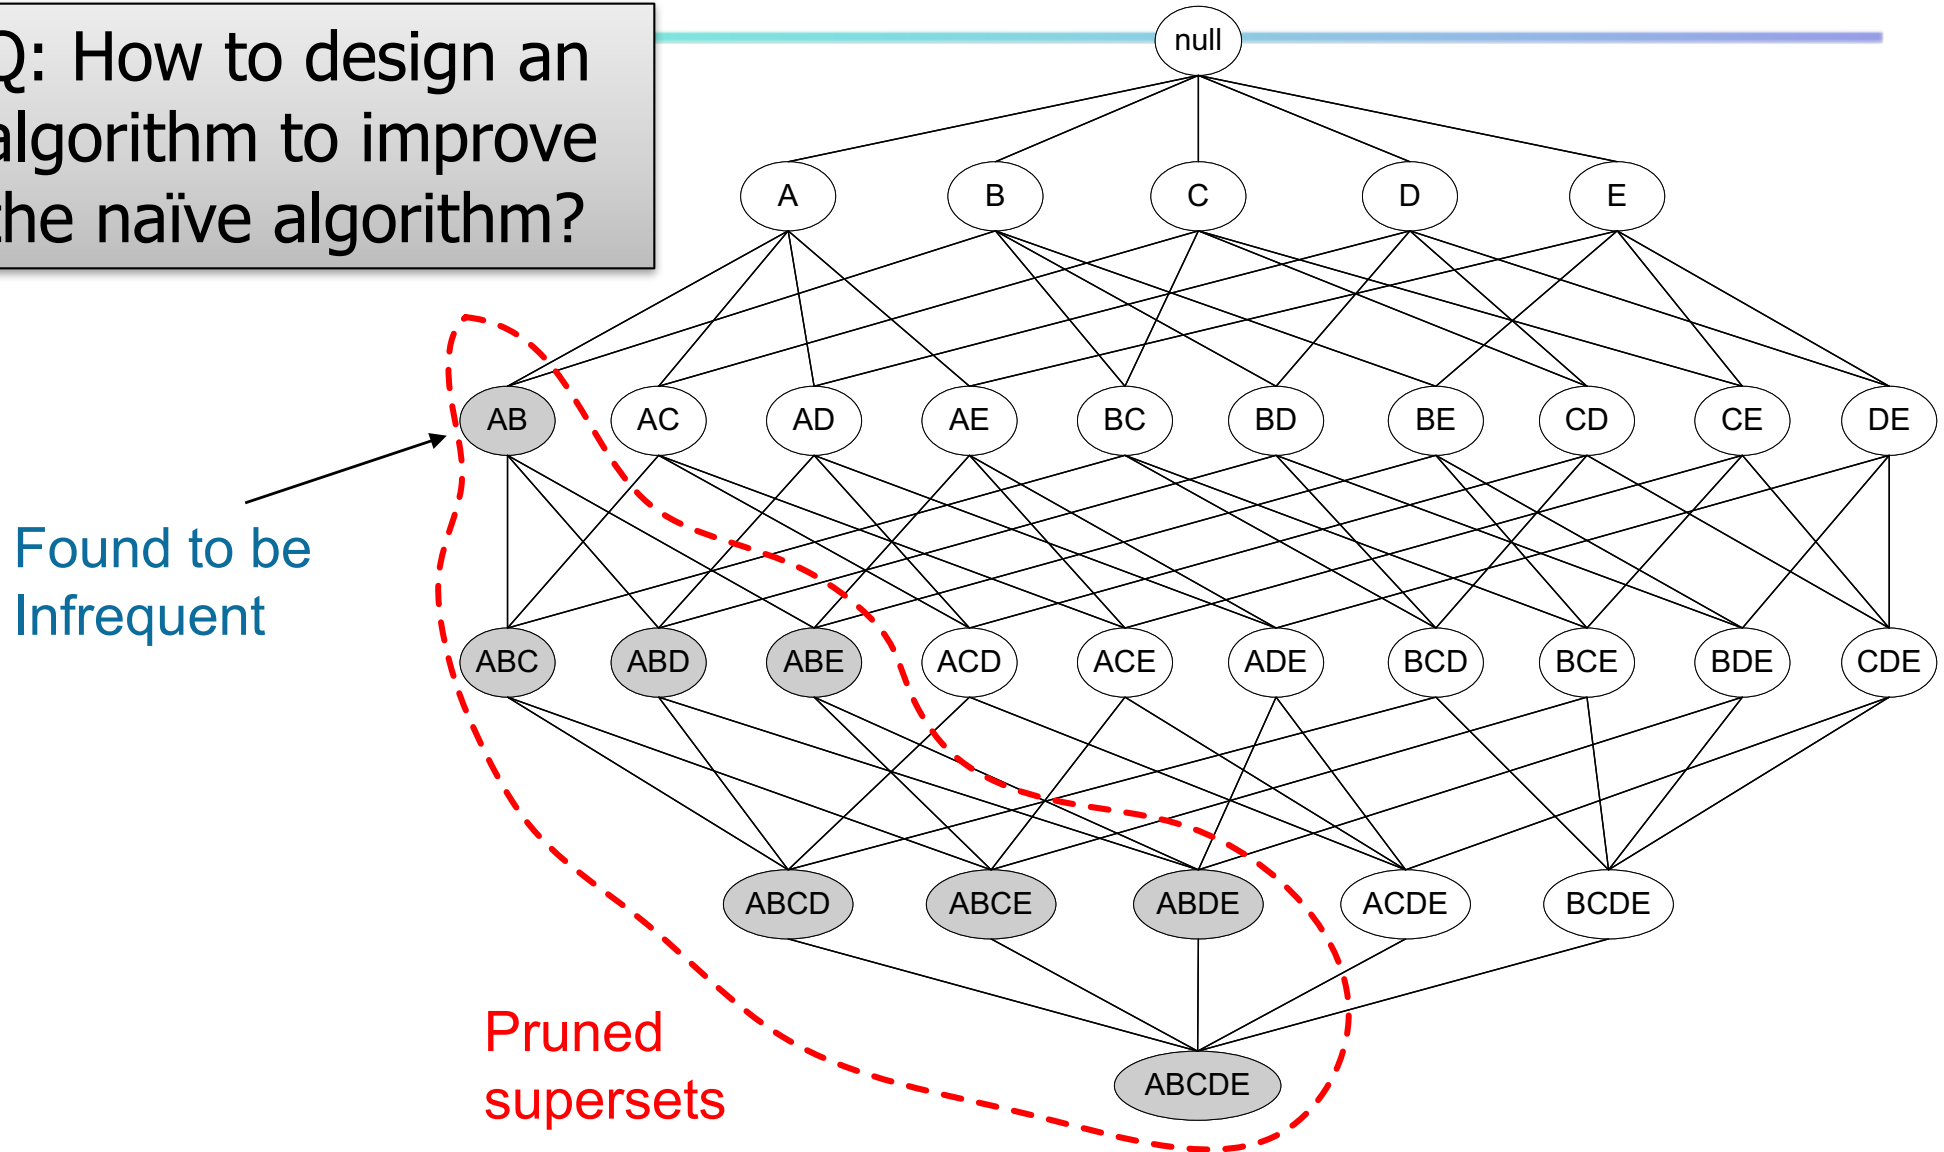 Q: How to design an
algorithm to improve
the naïve algorithm?
null
A B C D E
AB AC AD AE BC BD BE CD CE DE
Found to be
Infrequent
ABC ABD ABE ACD ACE ADE BCD BCE BDE CDE
ABCD ABCE ABDE ACDE BCDE
Pruned
supersets
ABCDE